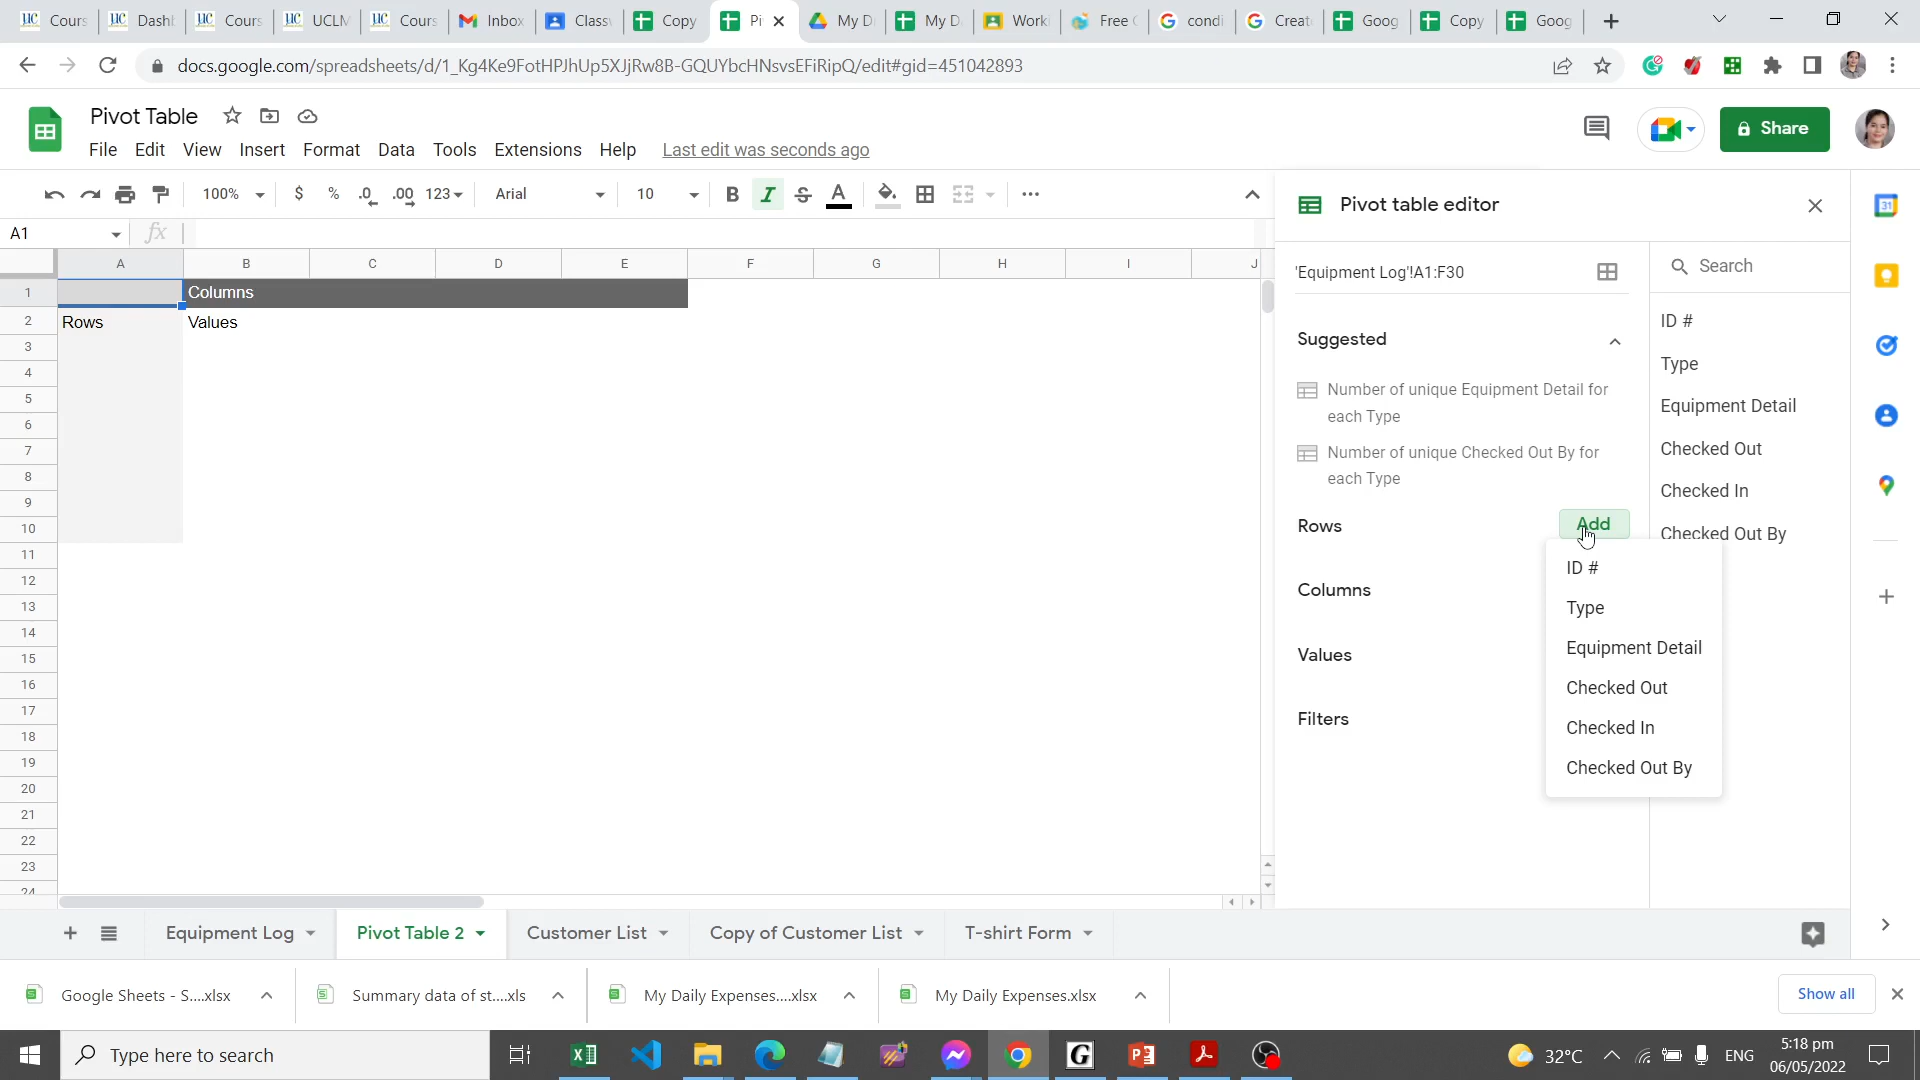 Cours
Dashl
Cours
UCLM
Cours
Inbox
Classv
Copy
Pi
My D
My D
Worki
Free C
condi
Creat
Goog
Copy
Goog
docs.google.com/spreadsheets/d/1_Kg4Ke9FotHPJhUp5XJjRw8B-GQUYbcHNsvsEFiRipQ/edit#gid=451042893
Pivot Table
File Edit View Insert Format Data Tools Extensions Help Last edit was seconds ago
Share
100% $ % .0 .00 123 Arial 10 B I S A
A1 fx
A B C D E F G H I J
1 Columns
2 Rows Values
3
4
5
6
7
8
9
10
11
12
13
14
15
16
17
18
19
20
21
22
23
24
Pivot table editor
'Equipment Log'!A1:F30
Suggested
Number of unique Equipment Detail for
each Type
Number of unique Checked Out By for
each Type
Rows Add
Columns
Values
Filters
ID #
Type
Equipment Detail
Checked Out
Checked In
Checked Out By
Search
ID #
Type
Equipment Detail
Checked Out
Checked In
Checked Out By
31
Equipment Log Pivot Table 2 Customer List Copy of Customer List T-shirt Form
Google Sheets - S....xlsx Summary data of st....xls My Daily Expenses....xlsx My Daily Expenses.xlsx Show all
Type here to search
32°C ENG
5:18 pm
06/05/2022